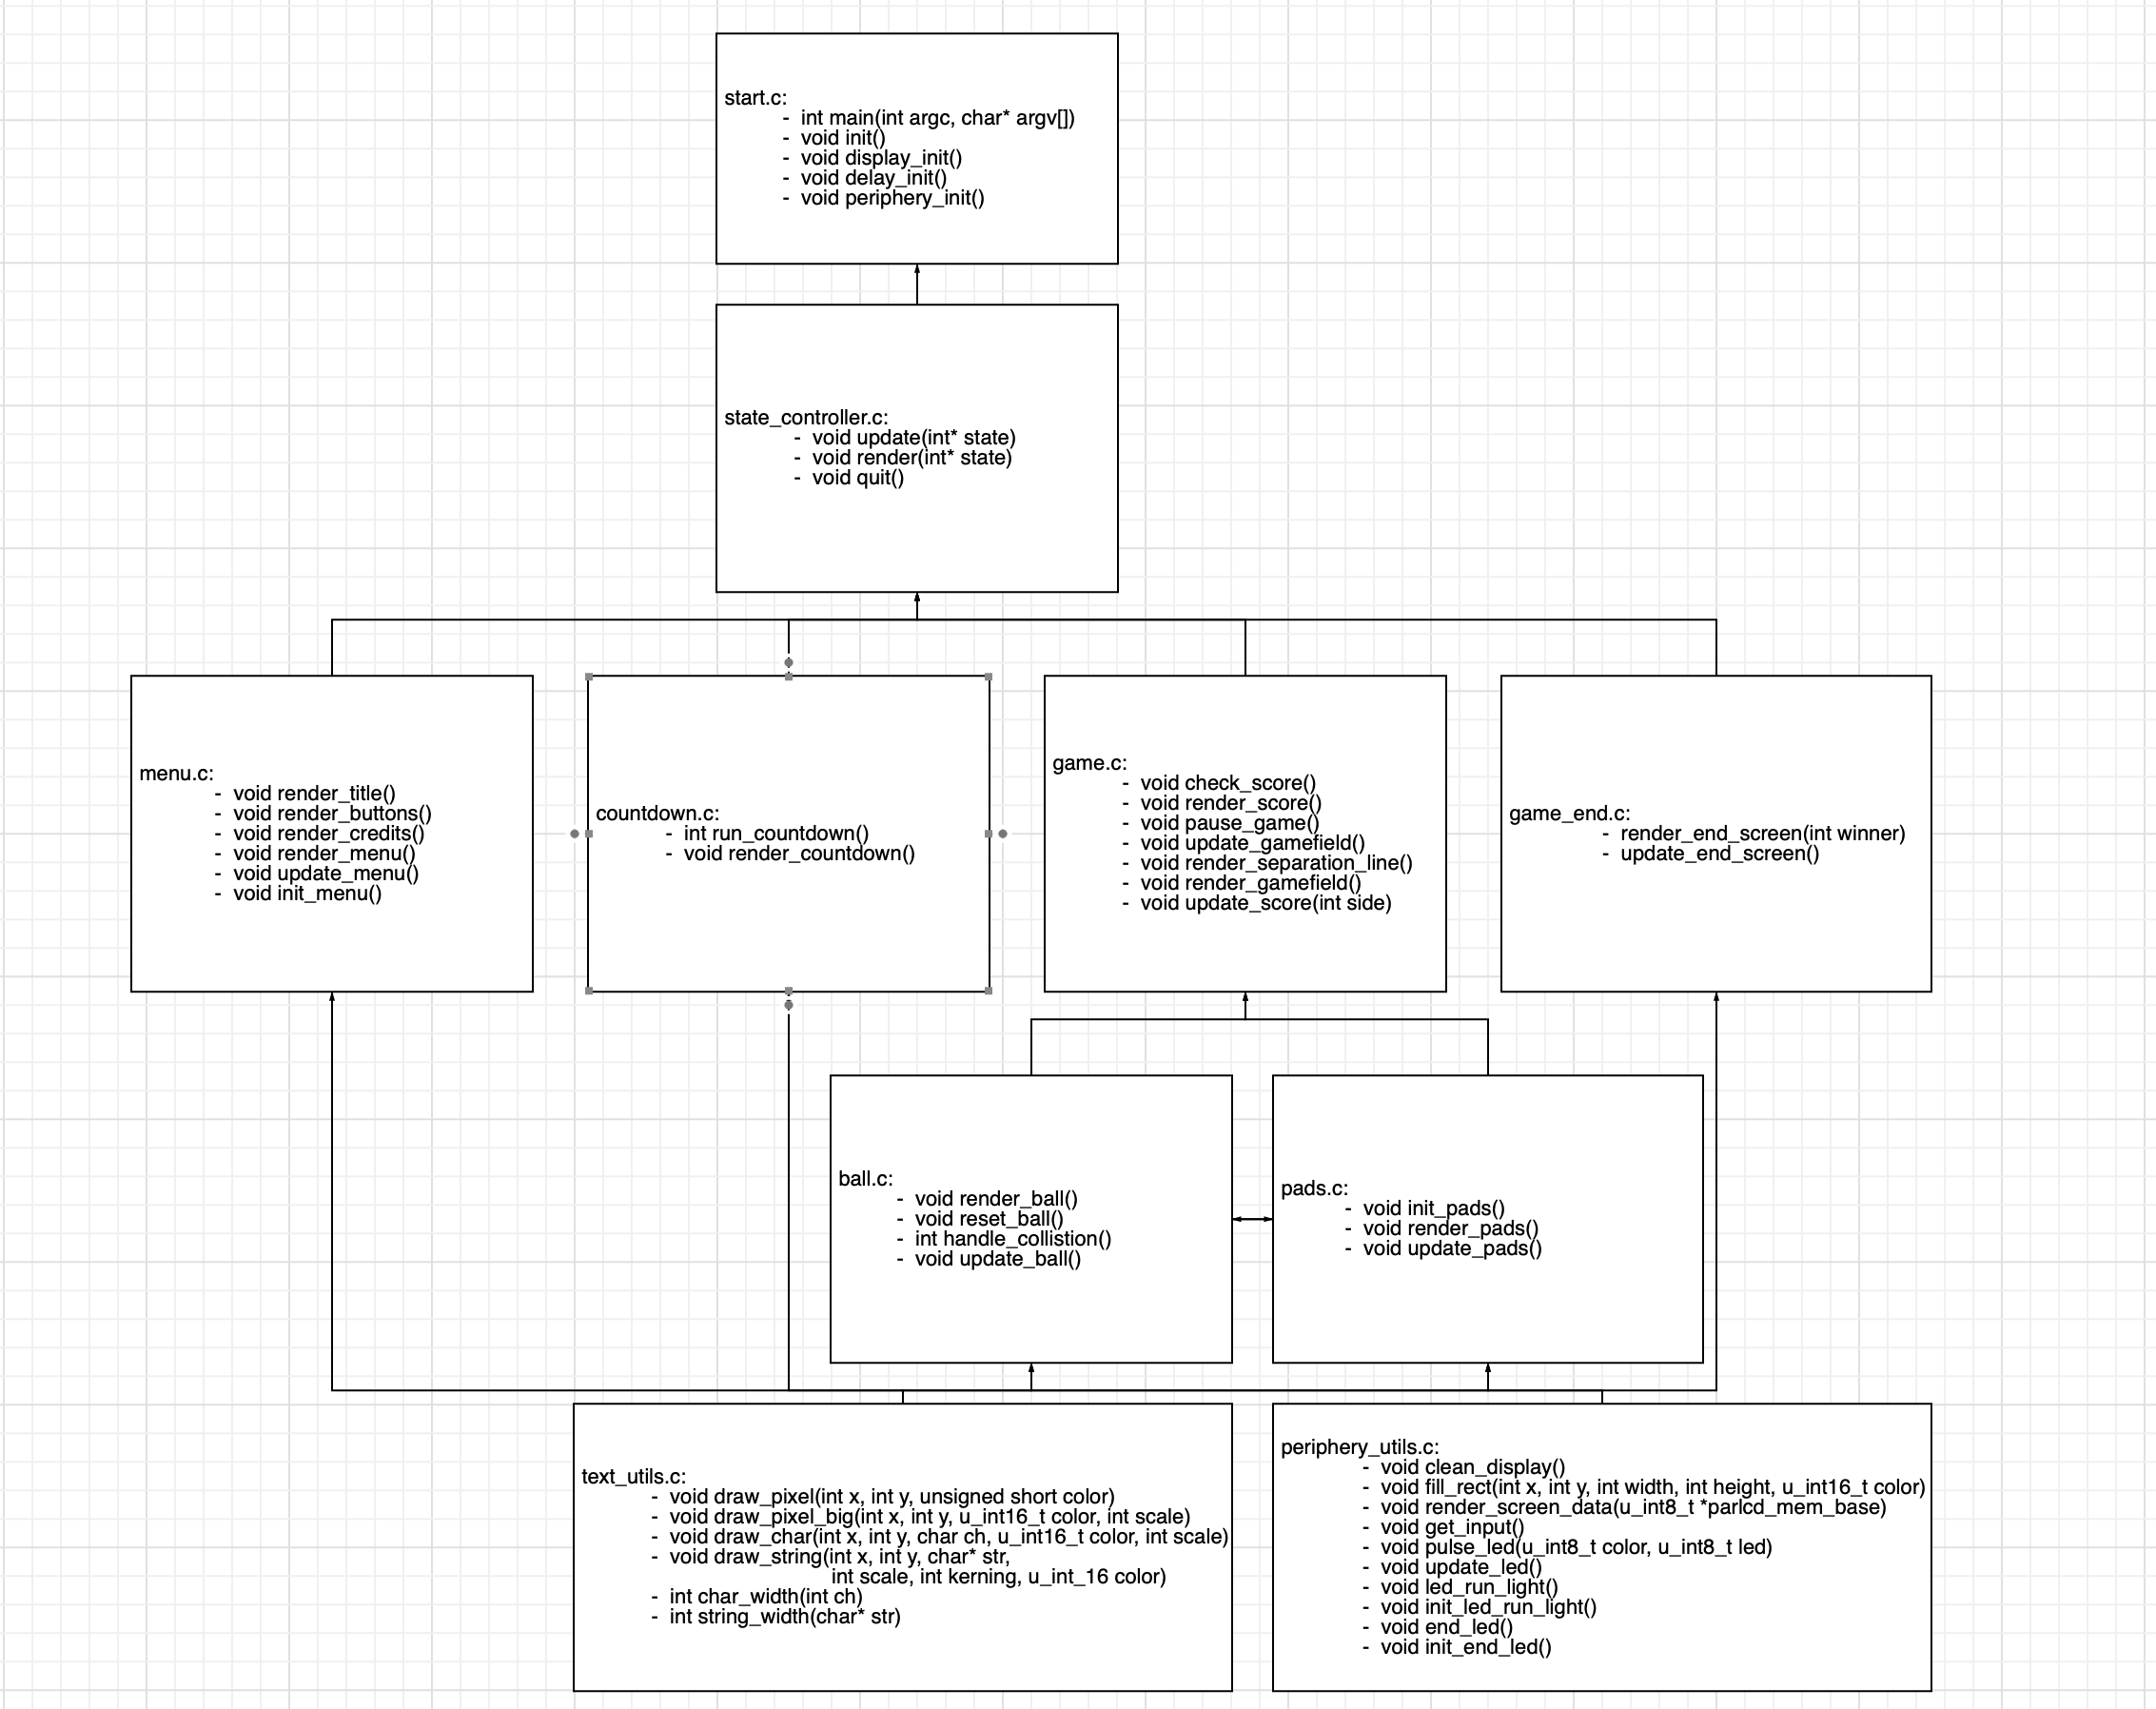 start.c:
- int main(int argc, char* argv[])
- void init()
- void display_init()
- void delay_init()
- void periphery_init()
state_controller.c:
- void update(int* state)
- void render(int* state)
- void quit()
menu.c:
- void render_title()
- void render_buttons()
- void render_credits()
- void render_menu()
- void update_menu()
- void init_menu()
countdown.c:
- int run_countdown()
- void render_countdown()
game.c:
- void check_score()
- void render_score()
- void pause_game()
- void update_gamefield()
- void render_separation_line()
- void render_gamefield()
- void update_score(int side)
game_end.c:
- render_end_screen(int winner)
- update_end_screen()
ball.c:
- void render_ball()
- void reset_ball()
- int handle_collistion()
- void update_ball()
pads.c:
- void init_pads()
- void render_pads()
- void update_pads()
text_utils.c:
- void draw_pixel(int x, int y, unsigned short color)
- void draw_pixel_big(int x, int y, u_int16_t color, int scale)
- void draw_char(int x, int y, char ch, u_int16_t color, int scale)
- void draw_string(int x, int y, char* str,
int scale, int kerning, u_int_16 color)
- int char_width(int ch)
- int string_width(char* str)
periphery_utils.c:
- void clean_display()
- void fill_rect(int x, int y, int width, int height, u_int16_t color)
- void render_screen_data(u_int8_t *parlcd_mem_base)
- void get_input()
- void pulse_led(u_int8_t color, u_int8_t led)
- void update_led()
- void led_run_light()
- void init_led_run_light()
- void end_led()
- void init_end_led()